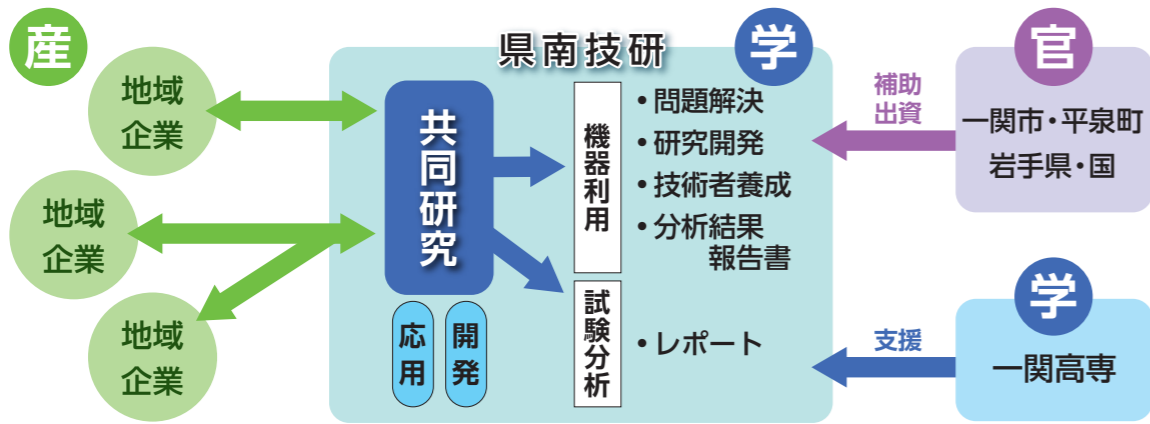 産
地域
企業
地域
企業
地域
企業
県南技研
学
共同研究
応用
開発
機器利用
•問題解決
•研究開発
•技術者養成
•分析結果
報告書
試験分析
•レポート
補助
出資
官
一関市・平泉町
岩手県・国
支援
学
一関高専